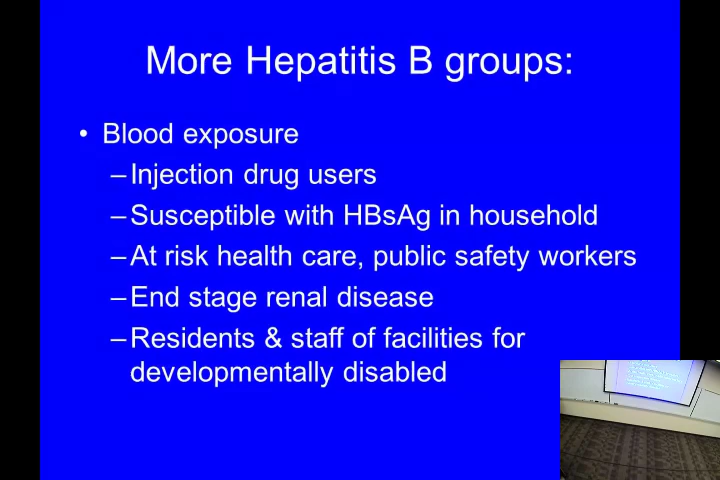 More Hepatitis B groups:
• Blood exposure
–Injection drug users
–Susceptible with HBsAg in household
–At risk health care, public safety workers
–End stage renal disease
–Residents & staff of facilities for
developmentally disabled